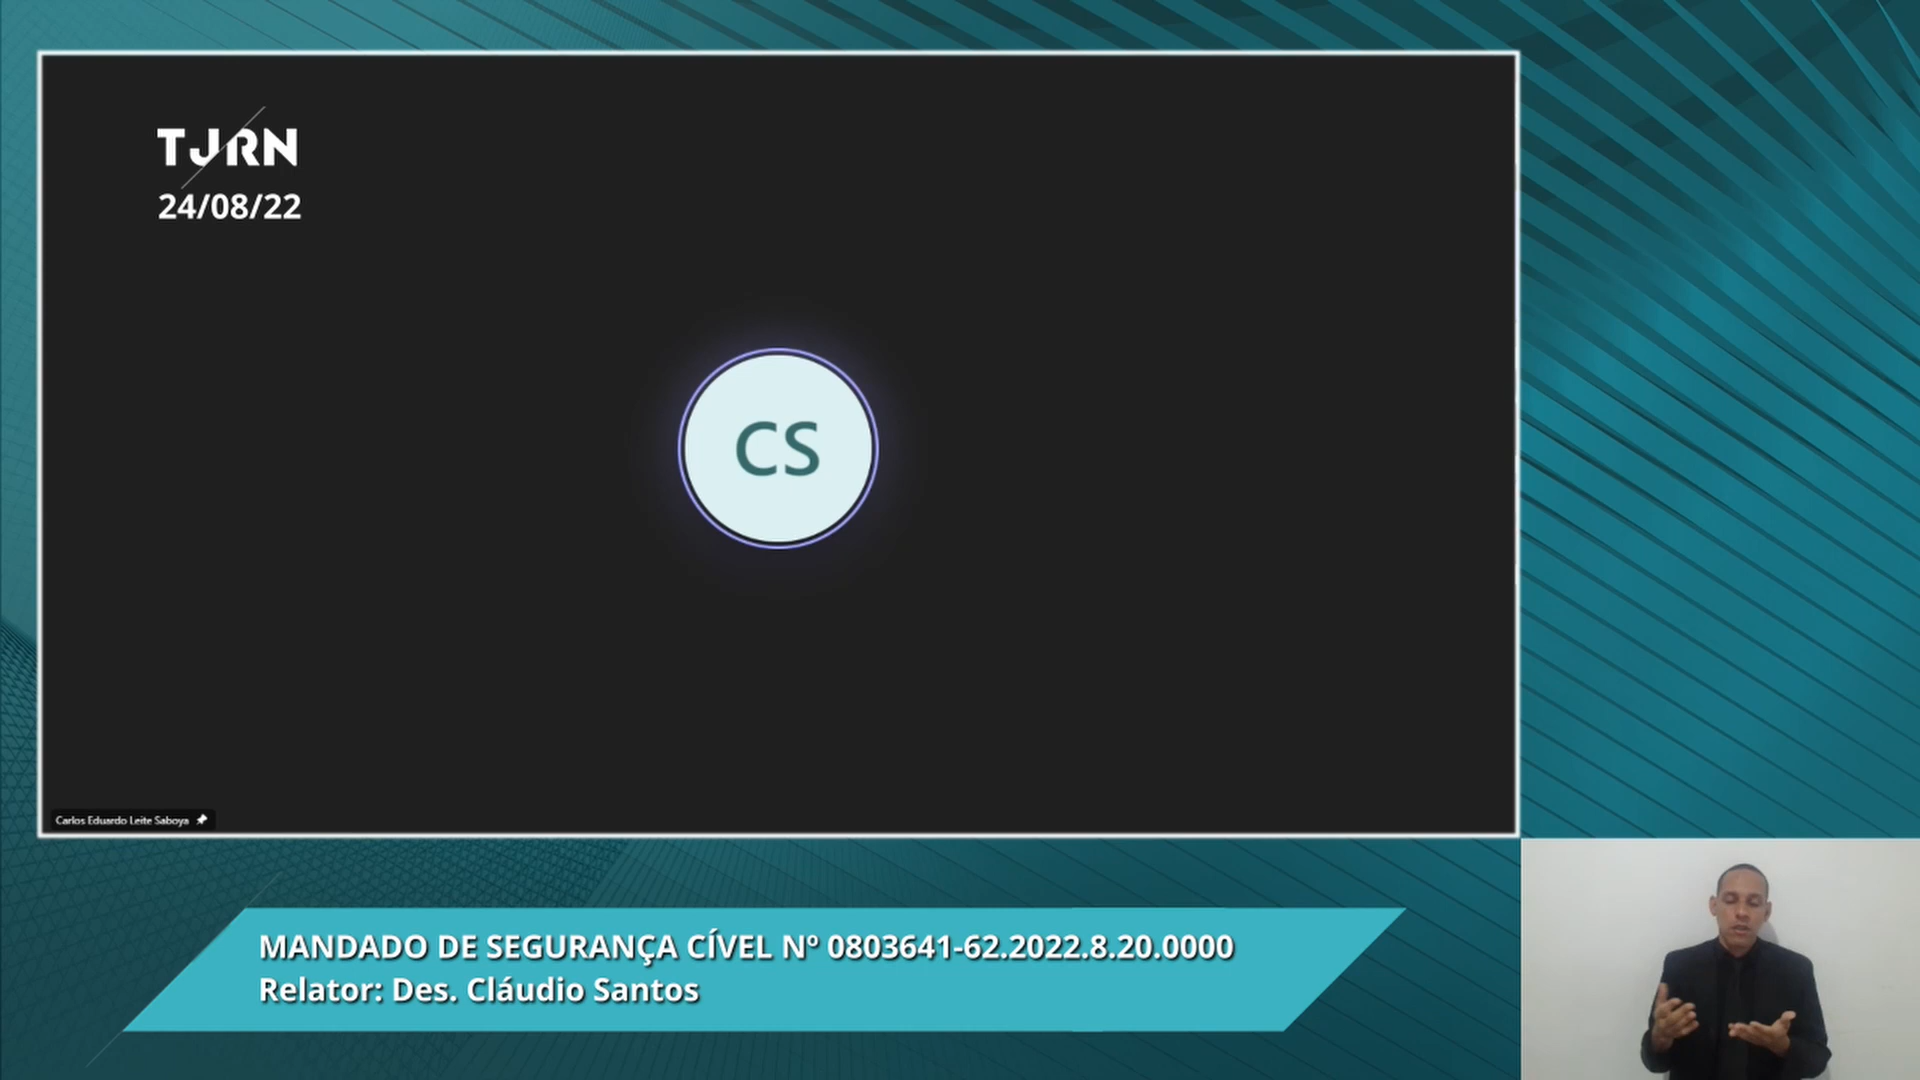 TJRN
24/08/22
CS
Carlos Eduardo Leite Saboya
MANDADO DE SEGURANÇA CÍVEL Nº 0803641-62.2022.8.20.0000
Relator: Des. Cláudio Santos